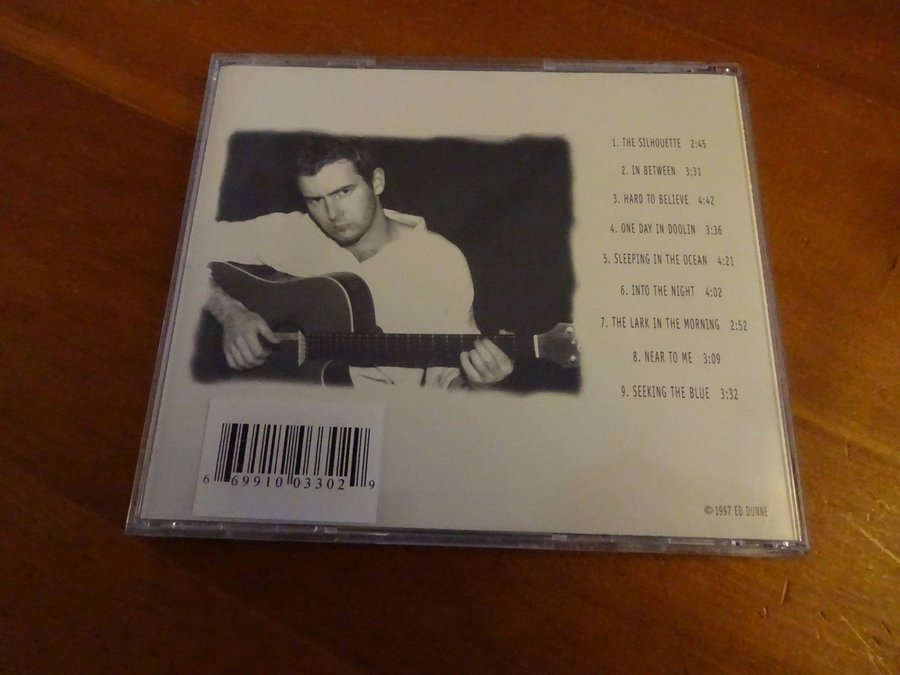 1. THE SILHOUETTE 2:45
2. IN BETWEEN 3:31
3. HARD TO BELIEVE 4:42
4. ONE DAY IN DOOLIN 3:36
5. SLEEPING IN THE OCEAN 4:21
6. INTO THE NIGHT 4:02
7. THE LARK IN THE MORNING 2:52
8. NEAR TO ME 3:09
9. SEEKING THE BLUE 3:32
6 69910 03302 9
© 1997 ED DUNNE